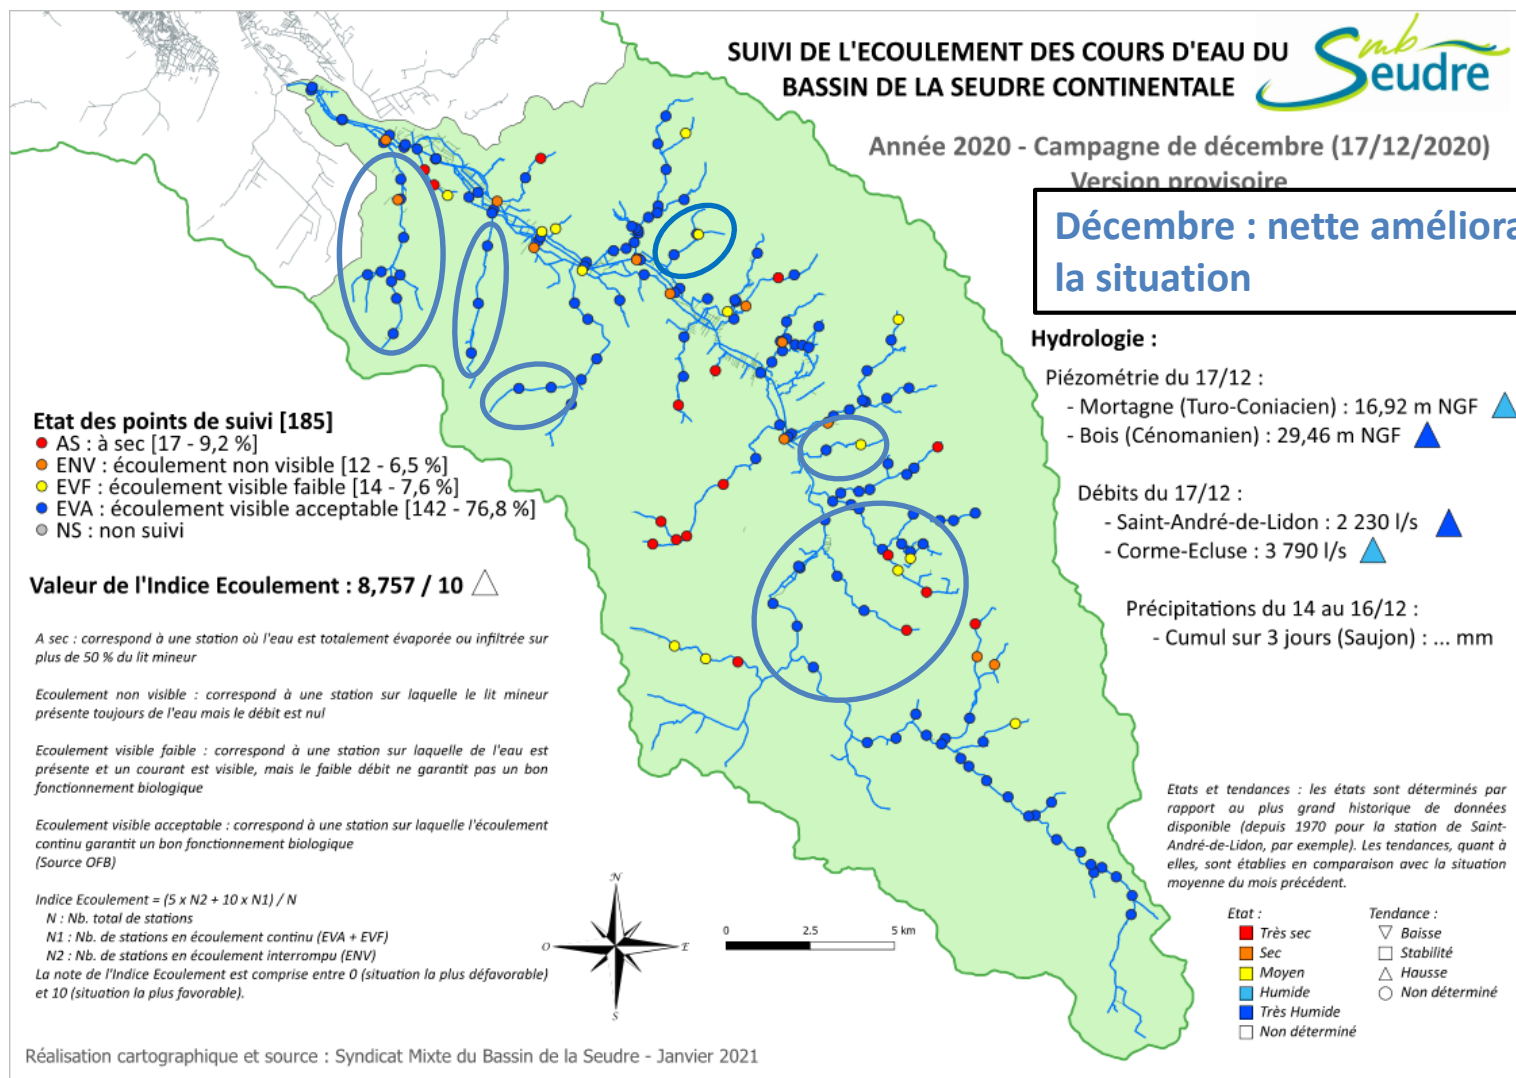 SUIVI DE L'ECOULEMENT DES COURS D'EAU DU
BASSIN DE LA SEUDRE CONTINENTALE
smb
Seudre
Année 2020 - Campagne de décembre (17/12/2020)
Version provisoire
Décembre : nette améliora
la situation
Hydrologie :
Piézométrie du 17/12 :
- Mortagne (Turo-Coniacien) : 16,92 m NGF
- Bois (Cénomanien) : 29,46 m NGF
Débits du 17/12 :
- Saint-André-de-Lidon : 2 230 l/s
- Corme-Ecluse : 3 790 l/s
Précipitations du 14 au 16/12 :
- Cumul sur 3 jours (Saujon) : ... mm
Etat des points de suivi [185]
AS : à sec [17 - 9,2 %]
ENV : écoulement non visible [12 - 6,5 %]
EVF : écoulement visible faible [14 - 7,6 %]
EVA : écoulement visible acceptable [142 - 76,8 %]
NS : non suivi
Valeur de l'Indice Ecoulement : 8,757 / 10
A sec : correspond à une station où l'eau est totalement évaporée ou infiltrée sur
plus de 50 % du lit mineur
Ecoulement non visible : correspond à une station sur laquelle le lit mineur
présente toujours de l'eau mais le débit est nul
Ecoulement visible faible : correspond à une station sur laquelle de l'eau est
présente et un courant est visible, mais le faible débit ne garantit pas un bon
fonctionnement biologique
Ecoulement visible acceptable : correspond à une station sur laquelle l'écoulement
continu garantit un bon fonctionnement biologique
(Source OFB)
Indice Ecoulement = (5 x N2 + 10 x N1) / N
N : Nb. total de stations
N1 : Nb. de stations en écoulement continu (EVA + EVF)
N2 : Nb. de stations en écoulement interrompu (ENV)
La note de l'Indice Ecoulement est comprise entre 0 (situation la plus défavorable)
et 10 (situation la plus favorable).
N
O
E
S
0
2.5
5 km
Etats et tendances : les états sont déterminés par
rapport au plus grand historique de données
disponible (depuis 1970 pour la station de Saint-
André-de-Lidon, par exemple). Les tendances, quant à
elles, sont établies en comparaison avec la situation
moyenne du mois précédent.
Etat :
Très sec
Sec
Moyen
Humide
Très Humide
Non déterminé
Tendance :
Baisse
Stabilité
Hausse
Non déterminé
Réalisation cartographique et source : Syndicat Mixte du Bassin de la Seudre - Janvier 2021